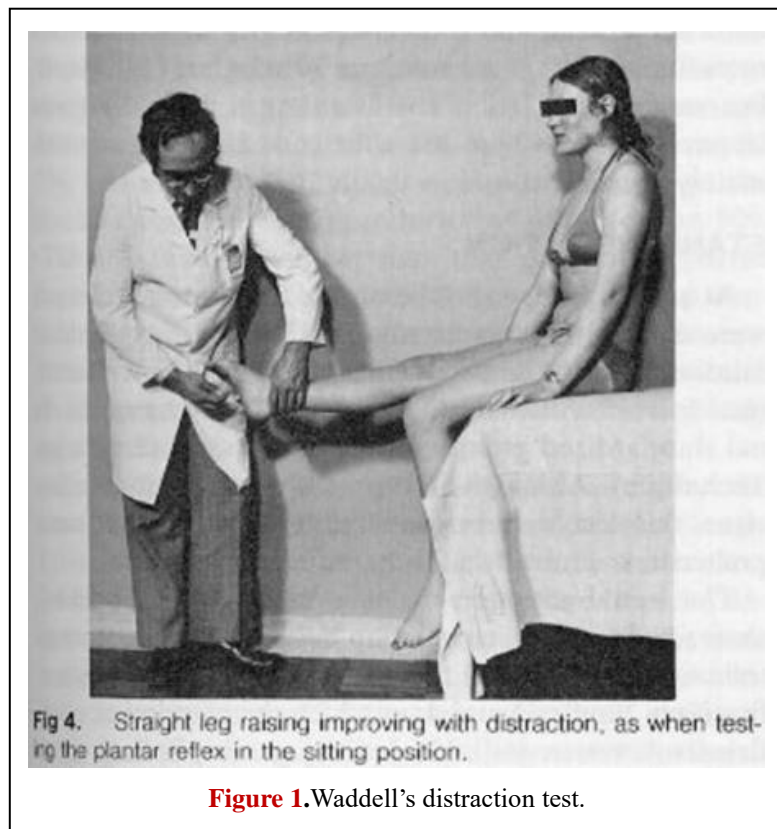 Fig 4. Straight leg raising improving with distraction, as when test-
ing the plantar reflex in the sitting position.
Figure 1.Waddell's distraction test.